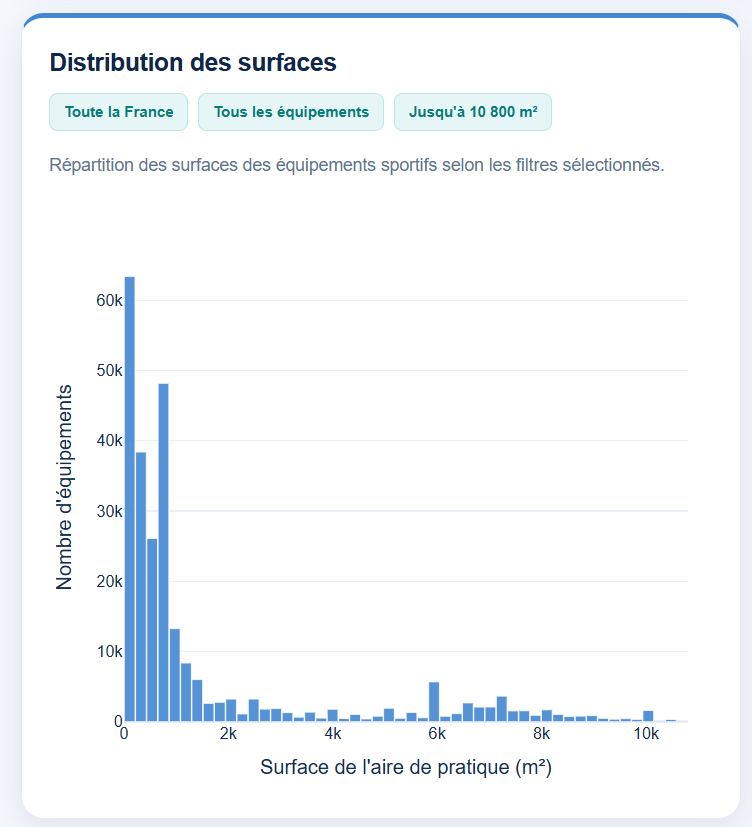 Distribution des surfaces
Toute la France
Tous les équipements
Jusqu'à 10 800 m²
Répartition des surfaces des équipements sportifs selon les filtres sélectionnés.
60k
50k
40k
30k
20k
10k
0
Nombre d'équipements
0
2k
4k
6k
8k
10k
Surface de l'aire de pratique (m²)